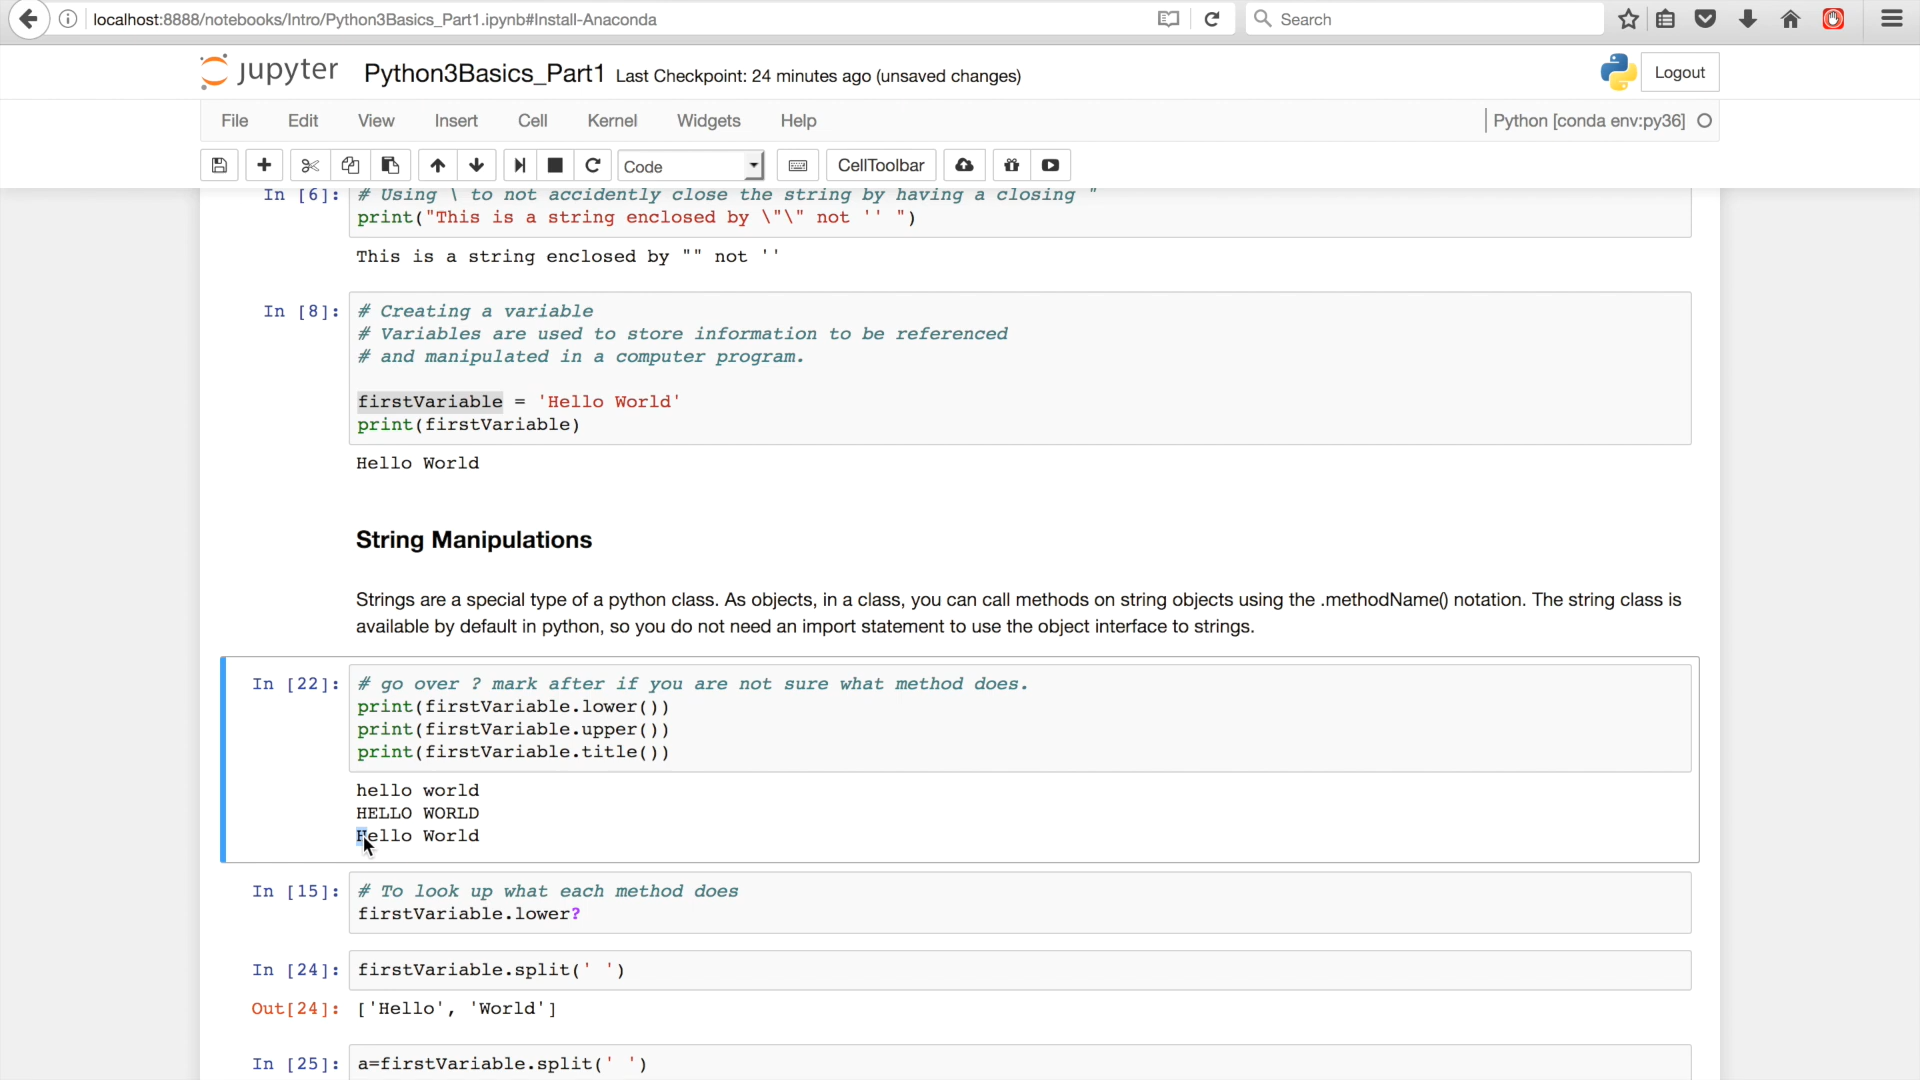 localhost:8888/notebooks/Intro/Python3Basics_Part1.ipynb#Install-Anaconda
Search
jupyter Python3Basics_Part1 Last Checkpoint: 24 minutes ago (unsaved changes)
Logout
File Edit View Insert Cell Kernel Widgets Help
Python [conda env:py36]
Code
CellToolbar
In [6]: # Using \ to not accidently close the string by having a closing "
print("This is a string enclosed by \"\" not '' ")
This is a string enclosed by "" not ''
In [8]: # Creating a variable
# Variables are used to store information to be referenced
# and manipulated in a computer program.
firstVariable = 'Hello World'
print(firstVariable)
Hello World
String Manipulations
Strings are a special type of a python class. As objects, in a class, you can call methods on string objects using the .methodName() notation. The string class is
available by default in python, so you do not need an import statement to use the object interface to strings.
In [22]: # go over ? mark after if you are not sure what method does.
print(firstVariable.lower())
print(firstVariable.upper())
print(firstVariable.title())
hello world
HELLO WORLD
Hello World
In [15]: # To look up what each method does
firstVariable.lower?
In [24]: firstVariable.split(' ')
Out[24]: ['Hello', 'World']
In [25]: a=firstVariable.split(' ')